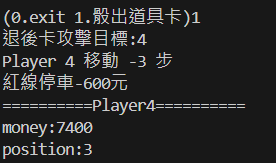 (0.exit 1.骰出道具卡)1
退後卡攻擊目標:4
Player 4 移動 -3 步
紅線停車-600元
==========Player4==========
money:7400
position:3